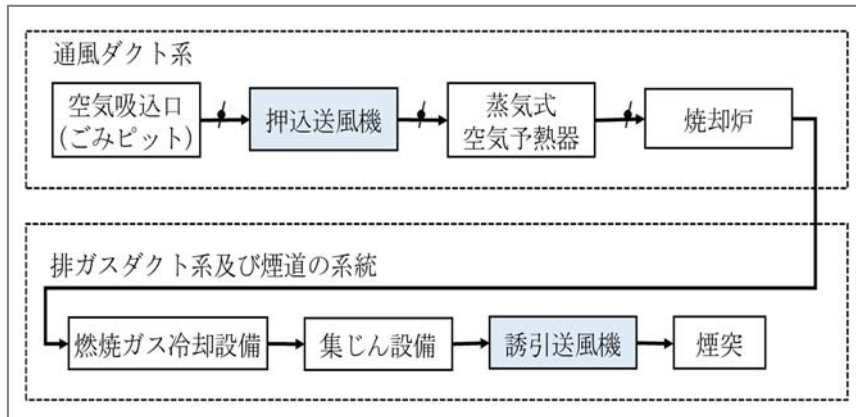 通風ダクト系
空気吸込口
(ごみピット)
押込送風機
蒸気式
空気予熱器
焼却炉
排ガスダクト系及び煙道の系統
燃焼ガス冷却設備
集じん設備
誘引送風機
煙突